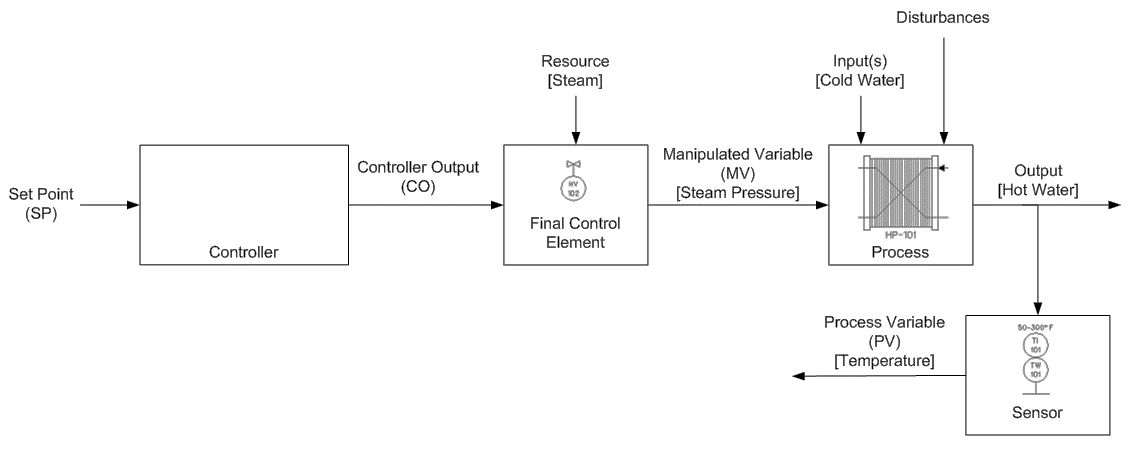 Disturbances
Resource
[Steam]
Input(s)
[Cold Water]
Set Point
(SP)
Controller
Controller Output
(CO)
HV
102
Final Control
Element
Manipulated Variable
(MV)
[Steam Pressure]
HP-101
Process
Output
[Hot Water]
Process Variable
(PV)
[Temperature]
50-300°F
TI
101
TW
101
Sensor